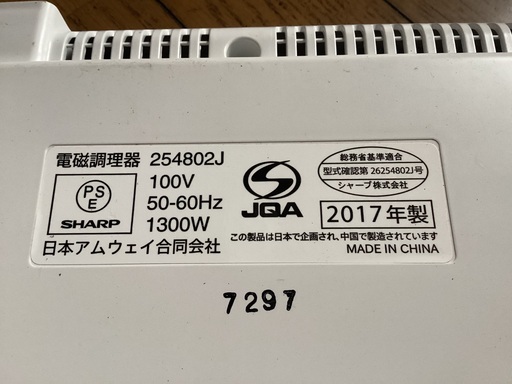 電磁調理器 254802J
PS
E
SHARP
100V
50-60Hz
1300W
日本アムウェイ合同会社
JQA
総務省基準適合
型式確認第 26254802J号
シャープ株式会社
2017年製
この製品は日本で企画され、中国で製造されています
MADE IN CHINA
7297